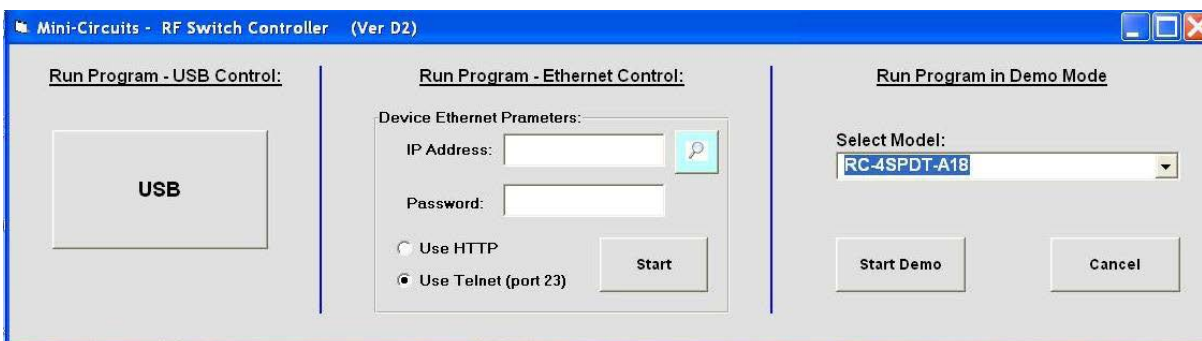 Mini-Circuits - RF Switch Controller (Ver D2)
Run Program - USB Control:
USB
Run Program - Ethernet Control:
Device Ethernet Prameters:
IP Address:
Password:
Use HTTP
Use Telnet (port 23)
Start
Run Program in Demo Mode
Select Model:
RC-4SPDT-A18
Start Demo
Cancel